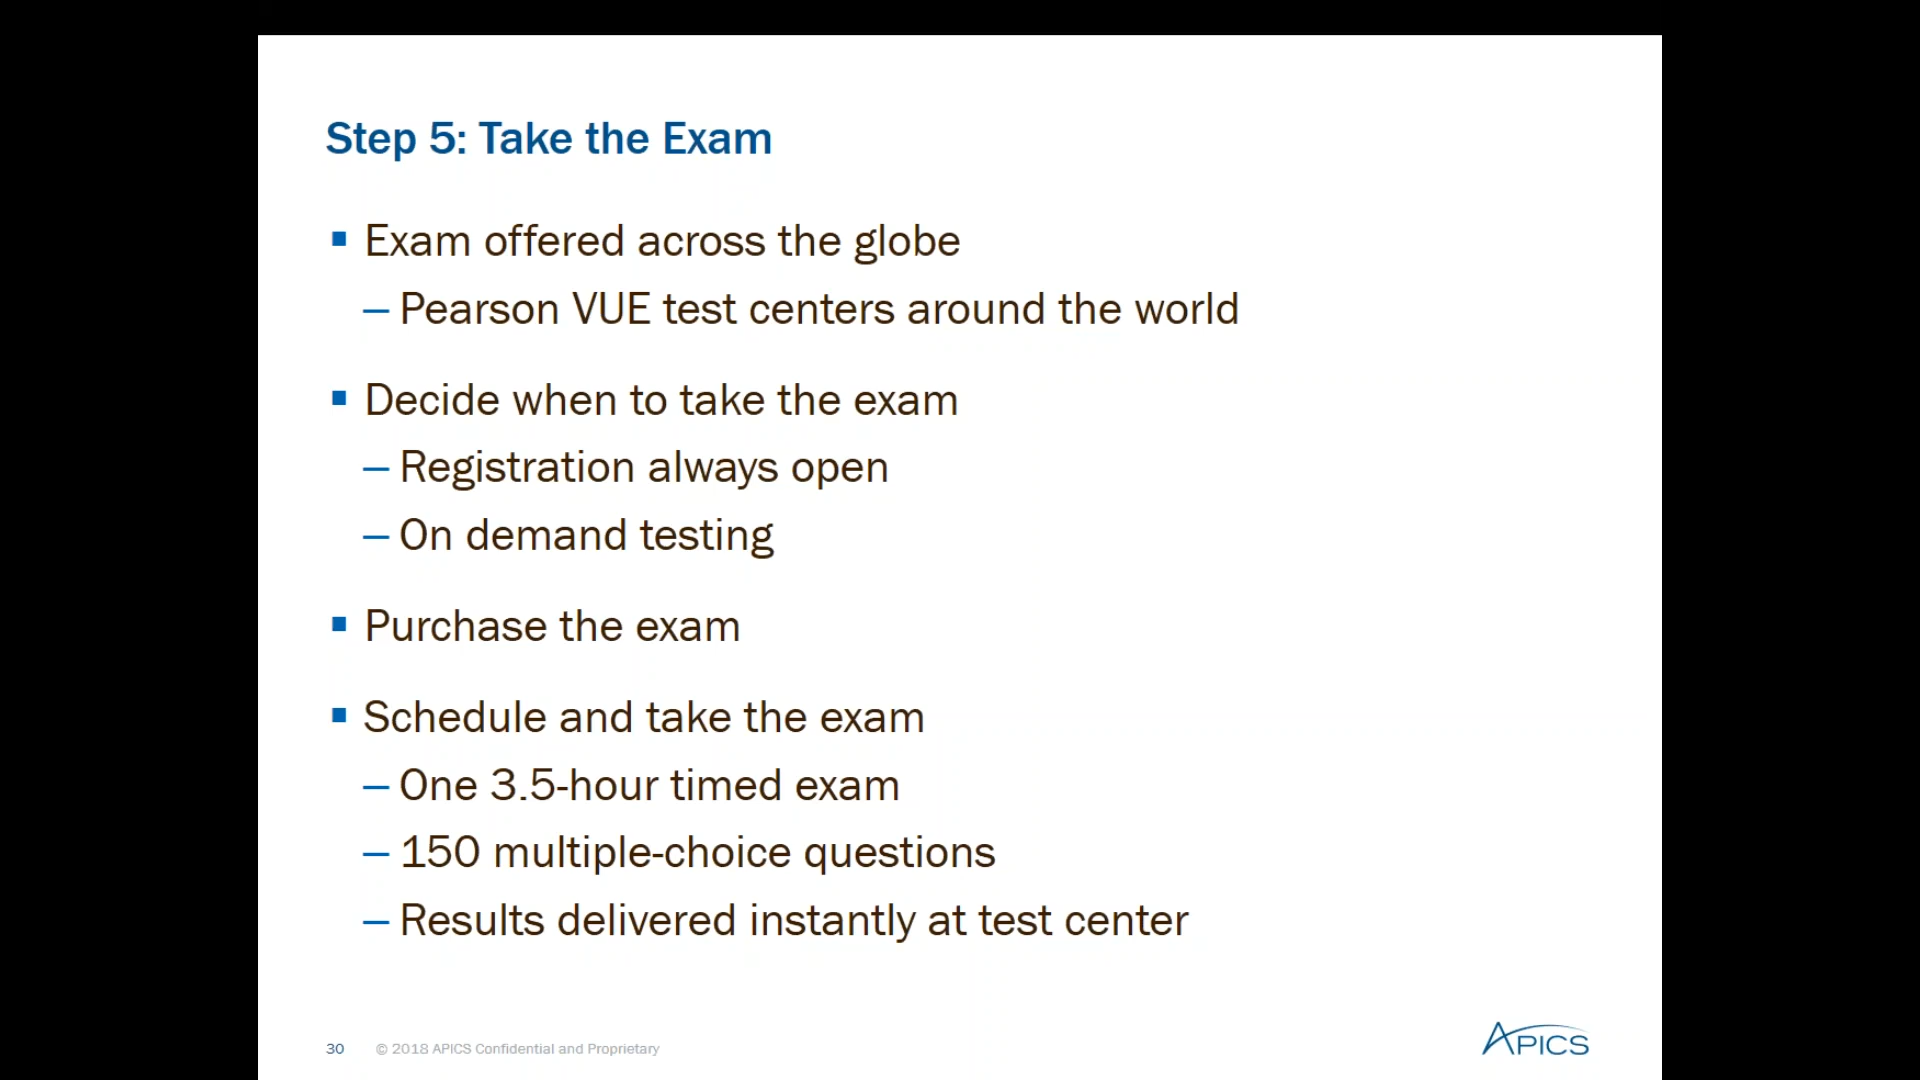 Step 5: Take the Exam
▪ Exam offered across the globe
– Pearson VUE test centers around the world
▪ Decide when to take the exam
– Registration always open
– On demand testing
▪ Purchase the exam
▪ Schedule and take the exam
– One 3.5-hour timed exam
– 150 multiple-choice questions
– Results delivered instantly at test center
30 © 2018 APICS Confidential and Proprietary
APICS